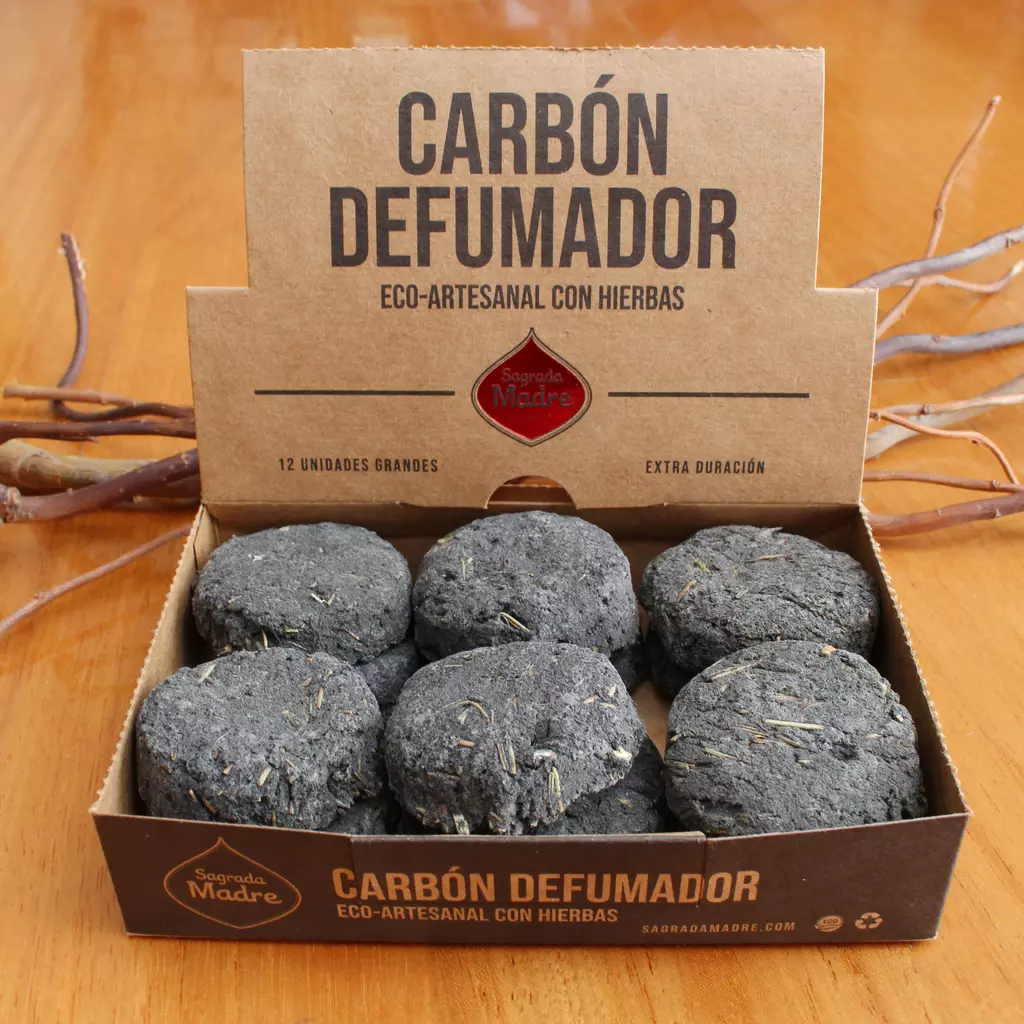 CARBÓN
DEFUMADOR
ECO-ARTESANAL CON HIERBAS
Sagrada
Madre
12 UNIDADES GRANDES
EXTRA DURACIÓN
Sagrada
Madre
CARBÓN DEFUMADOR
ECO-ARTESANAL CON HIERBAS
SAGRADAMADRE.COM
ECO